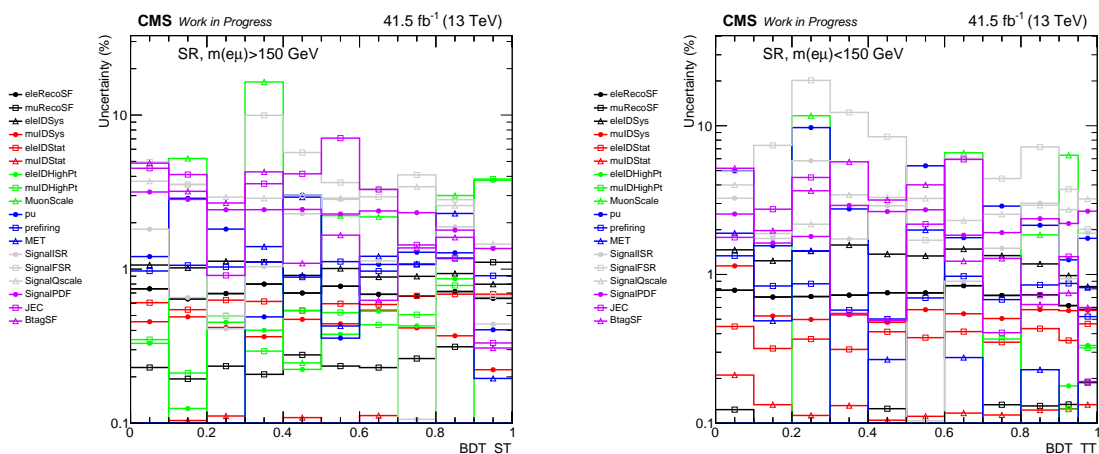 CMS Work in Progress 41.5 fb⁻¹ (13 TeV)
SR, m(eμ)>150 GeV
Uncertainty (%)
10
1
0.1
eleRecoSF
muRecoSF
eleIDSys
muIDSys
eleIDStat
muIDStat
eleIDHighPt
muIDHighPt
MuonScale
pu
prefiring
MET
SignalISR
SignalFSR
SignalQscale
SignalPDF
JEC
BtagSF
0 0.2 0.4 0.6 0.8 1
BDT ST
CMS Work in Progress 41.5 fb⁻¹ (13 TeV)
SR, m(eμ)<150 GeV
Uncertainty (%)
10
1
0.1
eleRecoSF
muRecoSF
eleIDSys
muIDSys
eleIDStat
muIDStat
eleIDHighPt
muIDHighPt
MuonScale
pu
prefiring
MET
SignalISR
SignalFSR
SignalQscale
SignalPDF
JEC
BtagSF
0 0.2 0.4 0.6 0.8 1
BDT TT